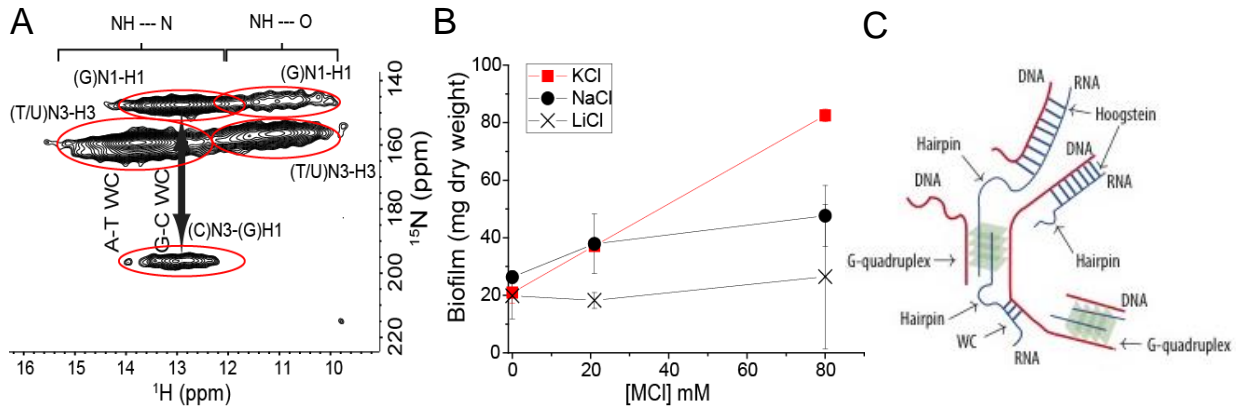 A
NH --- N
NH --- O
(G)N1-H1
(G)N1-H1
(T/U)N3-H3
(T/U)N3-H3
A-T WC
G-C WC
(C)N3-(G)H1
140
160
180
200
220
¹⁵N (ppm)
16
15
14
13
12
11
10
¹H (ppm)
B
KCl
NaCl
LiCl
100
80
60
40
20
0
Biofilm (mg dry weight)
0
20
40
60
80
[MCl] mM
C
DNA
RNA
Hoogstein
Hairpin
DNA
RNA
DNA
Hairpin
G-quadruplex
Hairpin
WC
RNA
DNA
G-quadruplex